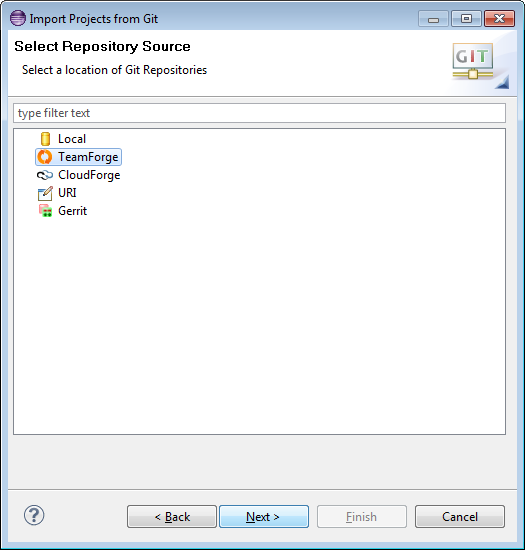 Import Projects from Git
Select Repository Source
Select a location of Git Repositories
GIT
type filter text
Local
TeamForge
CloudForge
URI
Gerrit
?
< Back
Next >
Finish
Cancel